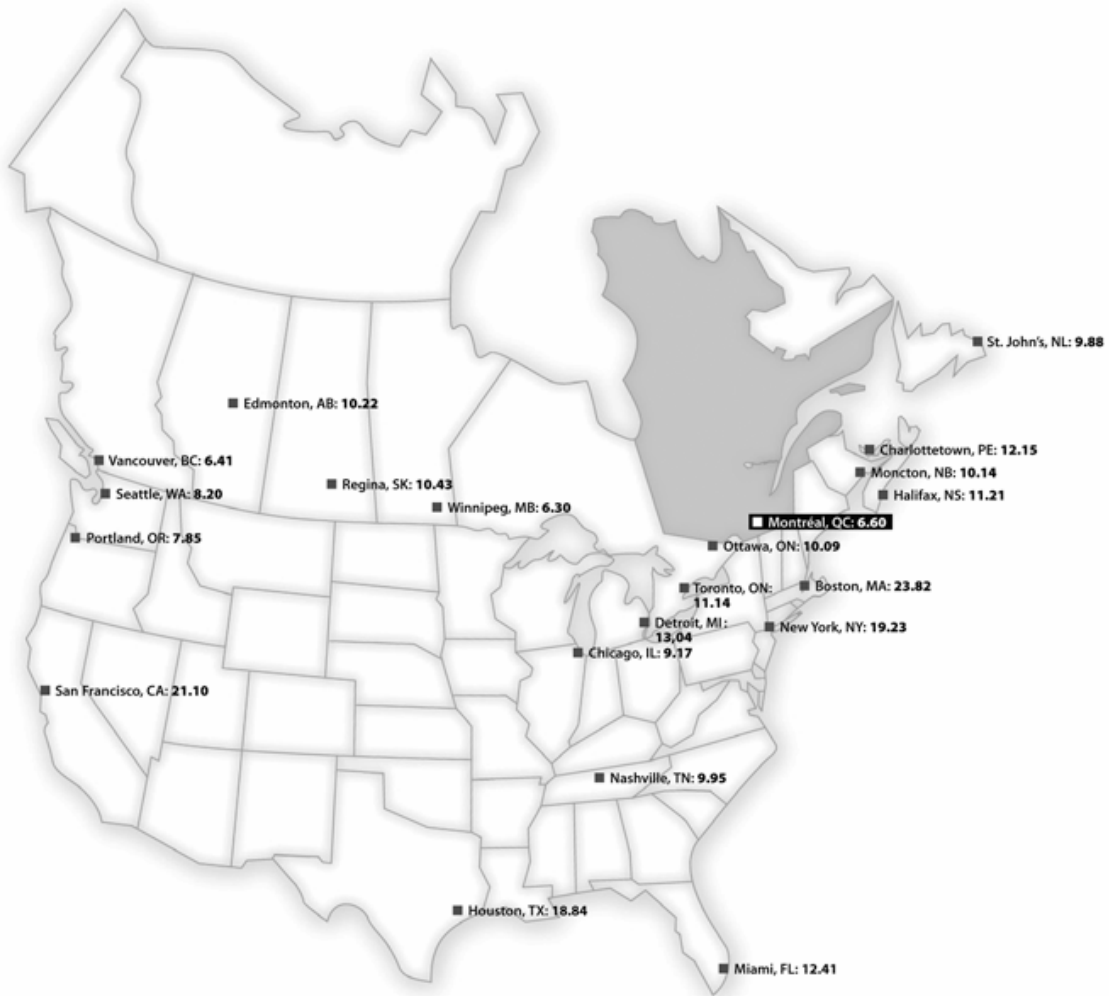 St. John's, NL: 9.88
Edmonton, AB: 10.22
Charlottetown, PE: 12.15
Vancouver, BC: 6.41
Moncton, NB: 10.14
Regina, SK: 10.43
Seattle, WA: 8.20
Halifax, NS: 11.21
Winnipeg, MB: 6.30
Montréal, QC: 6.60
Portland, OR: 7.85
Ottawa, ON: 10.09
Boston, MA: 23.82
Toronto, ON:
11.14
Detroit, MI:
13,04
New York, NY: 19.23
Chicago, IL: 9.17
San Francisco, CA: 21.10
Nashville, TN: 9.95
Houston, TX: 18.84
Miami, FL: 12.41